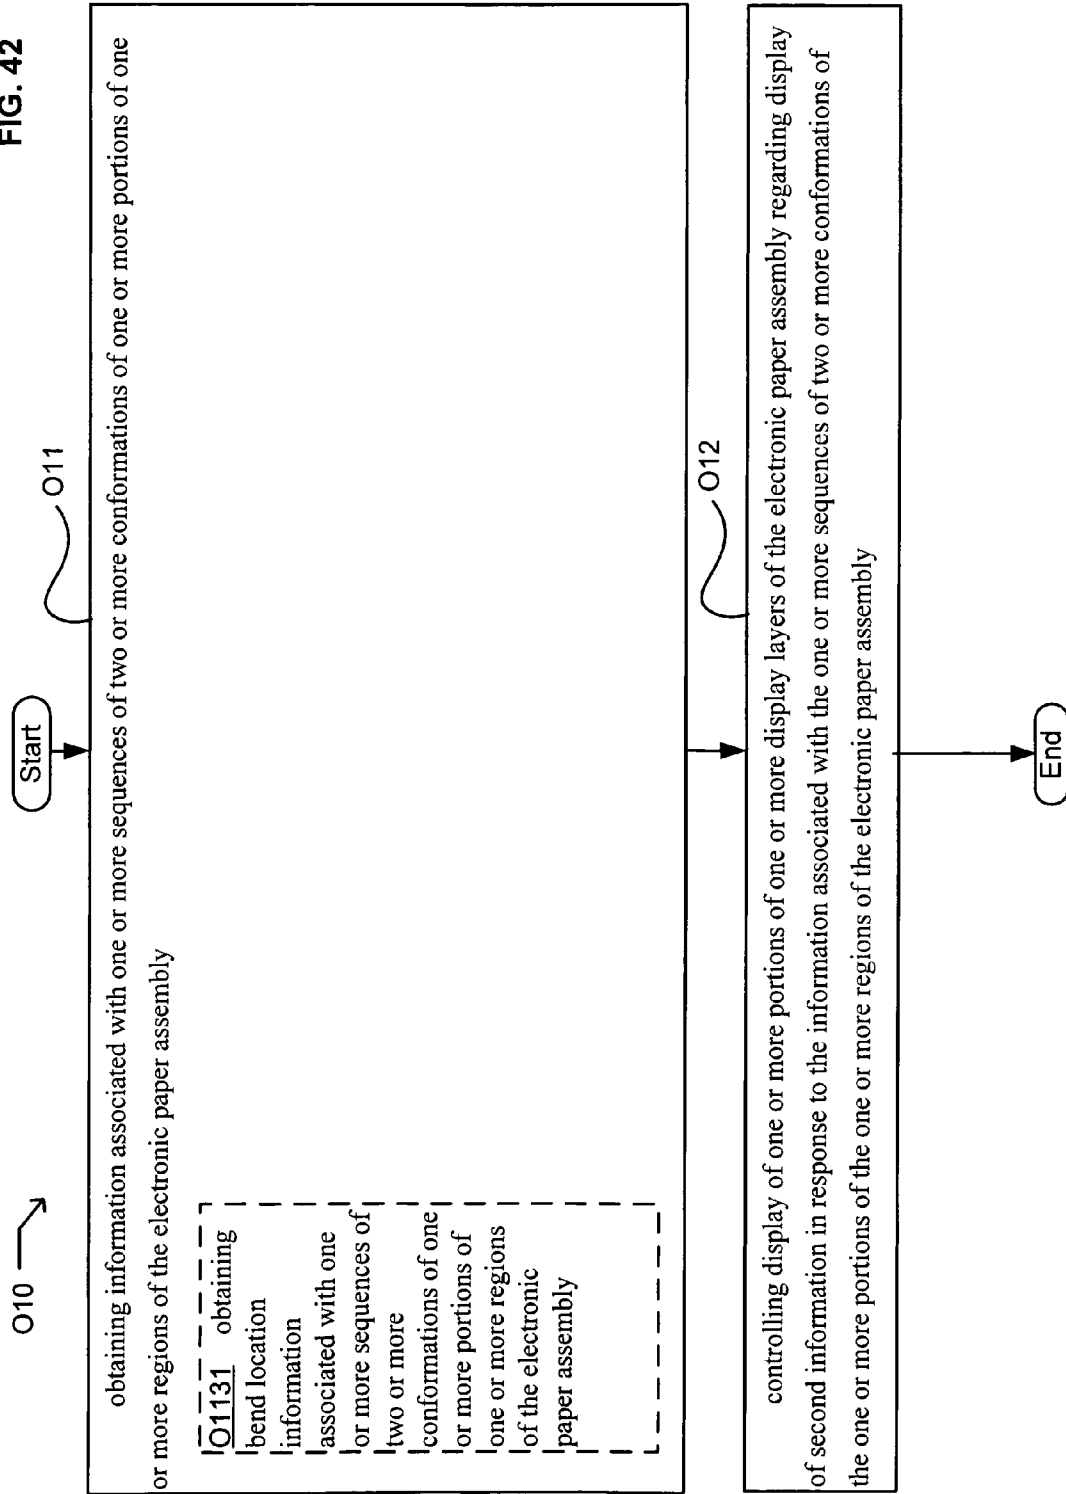 FIG. 42
O10
Start
O11
obtaining information associated with one or more sequences of two or more conformations of one or more portions of one
or more regions of the electronic paper assembly
O1131 obtaining
bend location
information
associated with one
or more sequences of
two or more
conformations of one
or more portions of
one or more regions
of the electronic
paper assembly
O12
controlling display of one or more portions of one or more display layers of the electronic paper assembly regarding display
of second information in response to the information associated with the one or more sequences of two or more conformations of
the one or more portions of the one or more regions of the electronic paper assembly
End